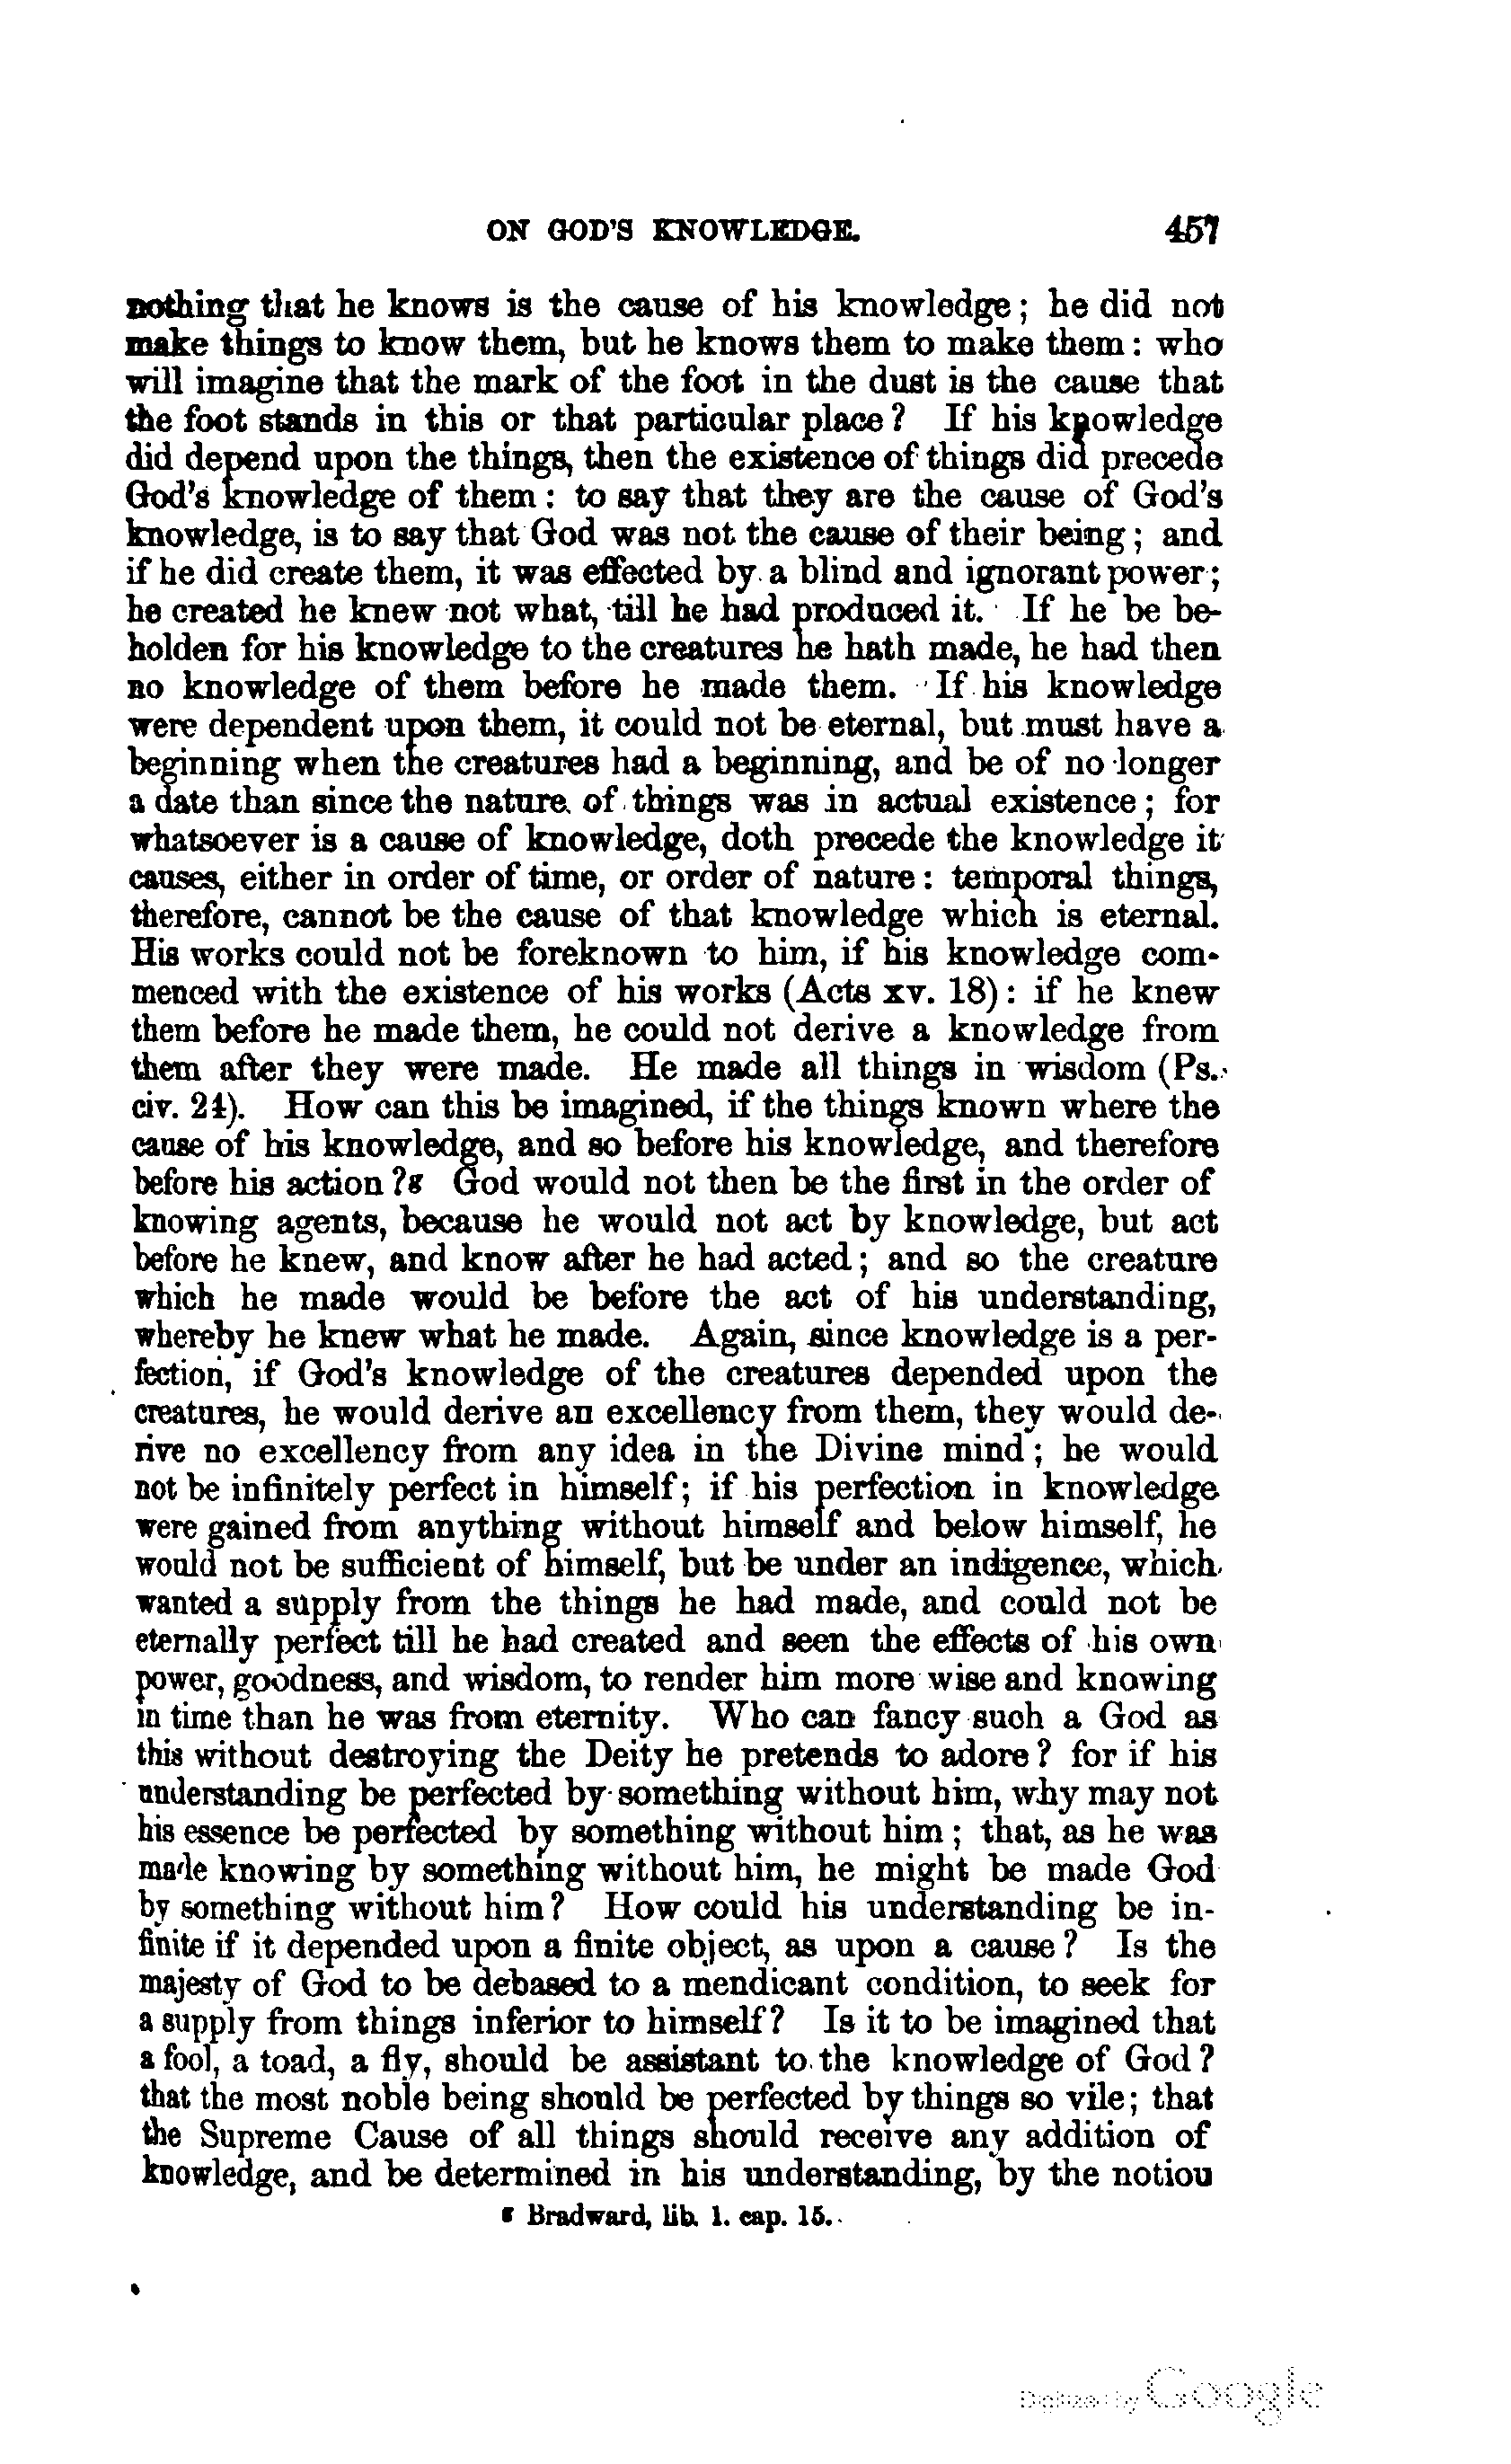 ON GOD'S KNOWLEDGE. 457
nothing that he knows is the cause of his knowledge; he did not
make things to know them, but he knows them to make them: who
will imagine that the mark of the foot in the dust is the cause that
the foot stands in this or that particular place? If his knowledge
did depend upon the things, then the existence of things did precede
God's knowledge of them: to say that they are the cause of God's
knowledge, is to say that God was not the cause of their being; and
if he did create them, it was effected by a blind and ignorant power;
he created he knew not what, till he had produced it. If he be be-
holden for his knowledge to the creatures he hath made, he had then
no knowledge of them before he made them. If his knowledge
were dependent upon them, it could not be eternal, but must have a
beginning when the creatures had a beginning, and be of no longer
a date than since the nature of things was in actual existence; for
whatsoever is a cause of knowledge, doth precede the knowledge it
causes, either in order of time, or order of nature: temporal things,
therefore, cannot be the cause of that knowledge which is eternal.
His works could not be foreknown to him, if his knowledge com-
menced with the existence of his works (Acts xv. 18): if he knew
them before he made them, he could not derive a knowledge from
them after they were made. He made all things in wisdom (Ps.
civ. 24). How can this be imagined, if the things known where the
cause of his knowledge, and so before his knowledge, and therefore
before his action?g God would not then be the first in the order of
knowing agents, because he would not act by knowledge, but act
before he knew, and know after he had acted; and so the creature
which he made would be before the act of his understanding,
whereby he knew what he made. Again, since knowledge is a per-
fection, if God's knowledge of the creatures depended upon the
creatures, he would derive an excellency from them, they would de-
rive no excellency from any idea in the Divine mind; he would
not be infinitely perfect in himself; if his perfection in knowledge
were gained from anything without himself and below himself, he
would not be sufficient of himself, but be under an indigence, which
wanted a supply from the things he had made, and could not be
eternally perfect till he had created and seen the effects of his own
power, goodness, and wisdom, to render him more wise and knowing
in time than he was from eternity. Who can fancy such a God as
this without destroying the Deity he pretends to adore? for if his
understanding be perfected by something without him, why may not
his essence be perfected by something without him; that, as he was
made knowing by something without him, he might be made God
by something without him? How could his understanding be in-
finite if it depended upon a finite object, as upon a cause? Is the
majesty of God to be debased to a mendicant condition, to seek for
a supply from things inferior to himself? Is it to be imagined that
a fool, a toad, a fly, should be assistant to the knowledge of God?
that the most noble being should be perfected by things so vile; that
the Supreme Cause of all things should receive any addition of
knowledge, and be determined in his understanding, by the notion
g Bradward, lib. 1. cap. 15.
Digitized by Google